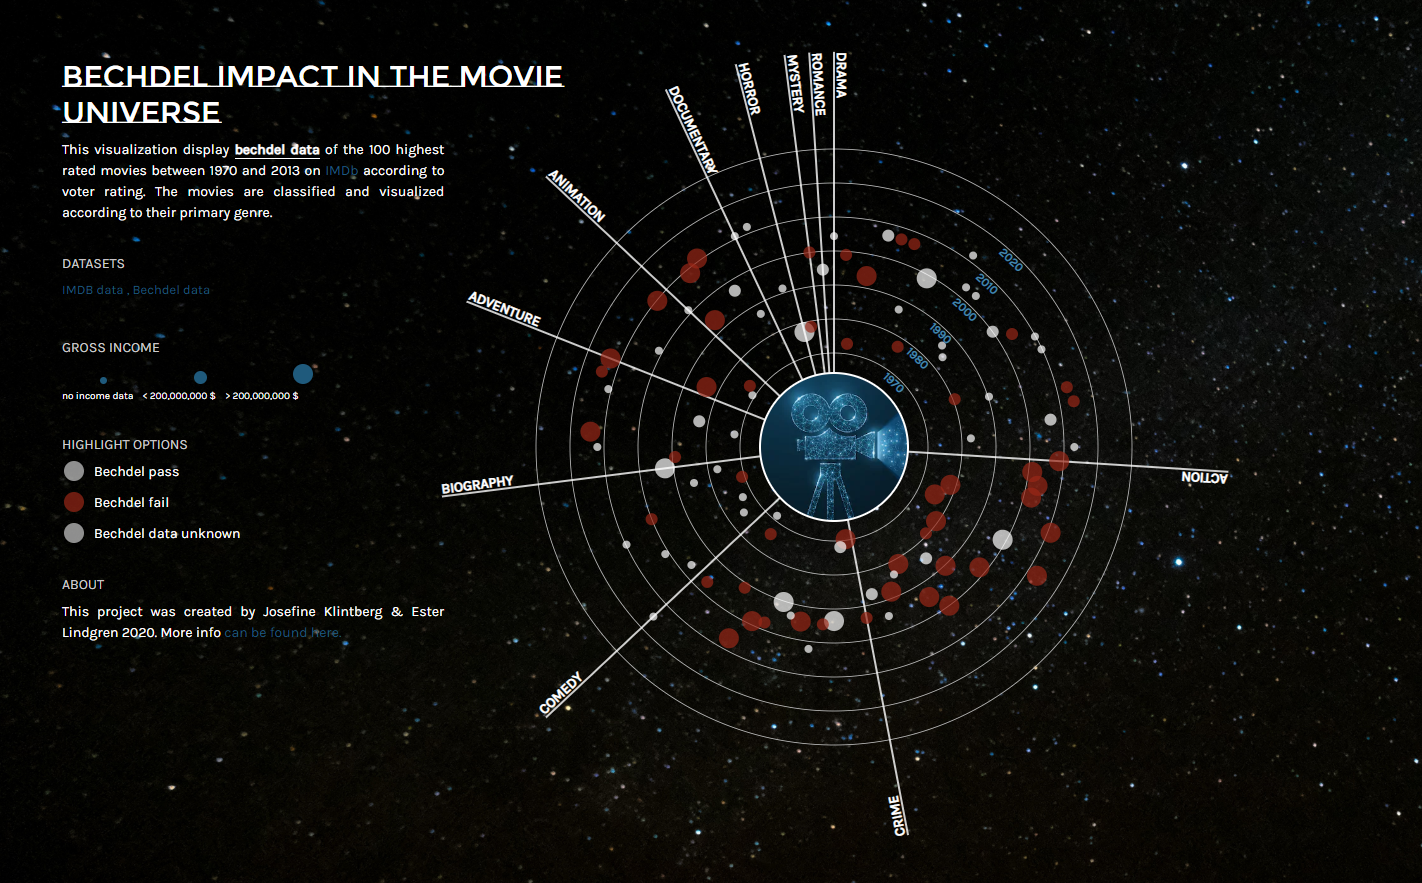 BECHDEL IMPACT IN THE MOVIE
UNIVERSE
This visualization display bechdel data of the 100 highest
rated movies between 1970 and 2013 on IMDb according to
voter rating. The movies are classified and visualized
according to their primary genre.
DATASETS
IMDB data , Bechdel data
GROSS INCOME
no income data < 200,000,000 $ > 200,000,000 $
HIGHLIGHT OPTIONS
Bechdel pass
Bechdel fail
Bechdel data unknown
ABOUT
This project was created by Josefine Klintberg & Ester
Lindgren 2020. More info can be found here.
DRAMA
ROMANCE
MYSTERY
HORROR
DOCUMENTARY
ANIMATION
ADVENTURE
BIOGRAPHY
COMEDY
CRIME
ACTION
2020
2010
2000
1990
1980
1970